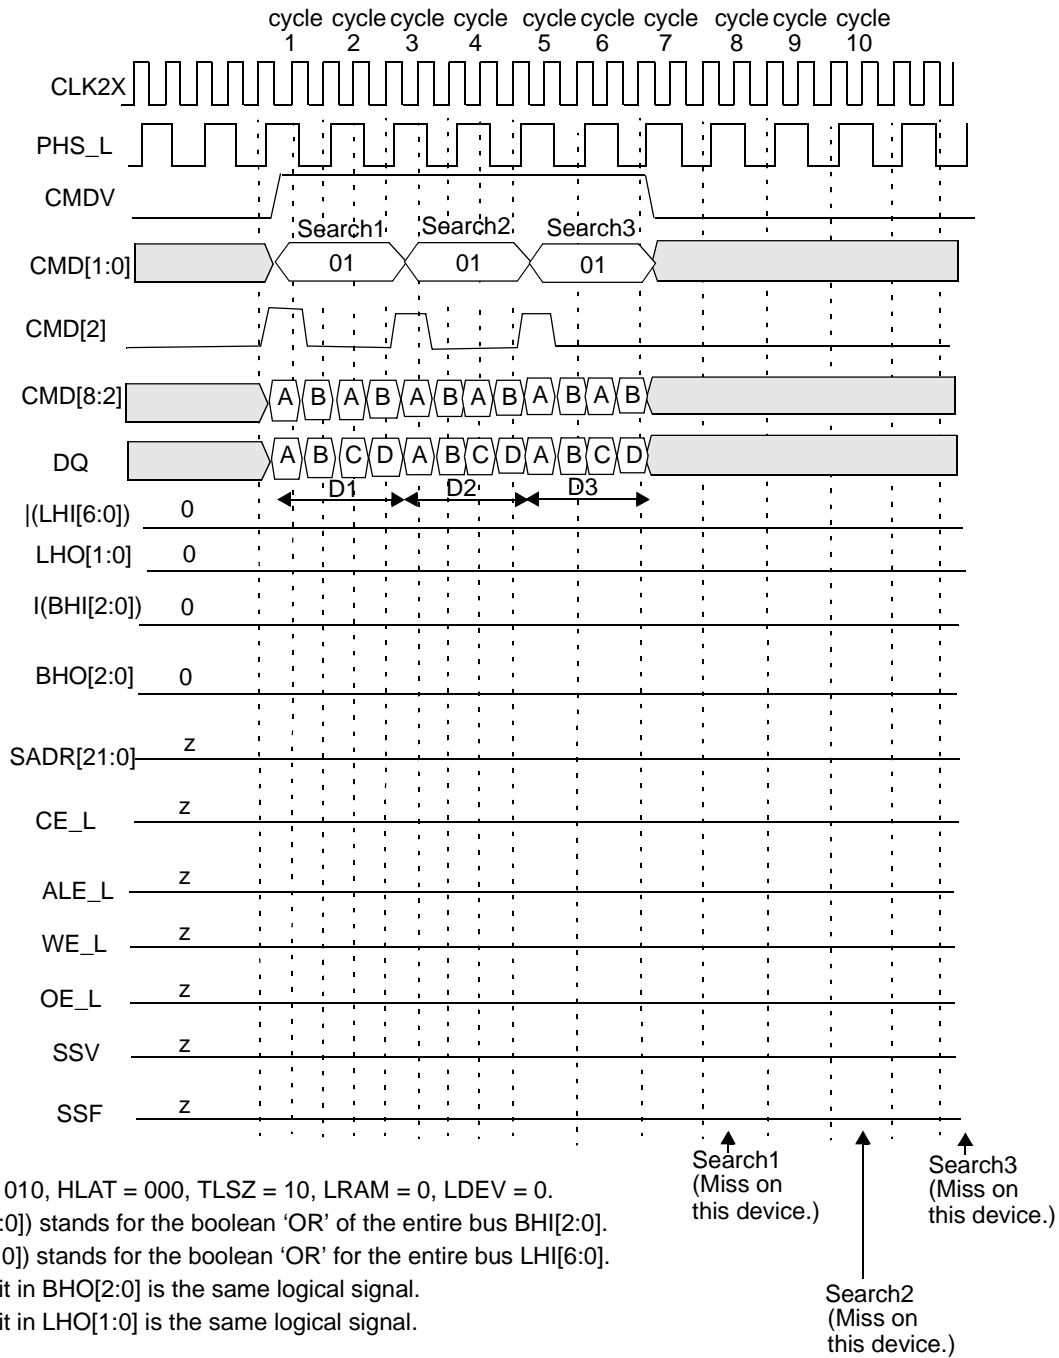 cycle cycle cycle cycle cycle cycle cycle cycle cycle cycle
1 2 3 4 5 6 7 8 9 10
CLK2X
PHS_L
CMDV
Search1 Search2 Search3
CMD[1:0] 01 01 01
CMD[2]
CMD[8:2] A B A B A B A B A B A B
DQ A B C D A B C D A B C D
D1 D2 D3
|(LHI[6:0]) 0
LHO[1:0] 0
I(BHI[2:0]) 0
BHO[2:0] 0
SADR[21:0] z
CE_L z
ALE_L z
WE_L z
OE_L z
SSV z
SSF z
Search1
(Miss on
this device.)
Search3
(Miss on
this device.)
Search2
(Miss on
this device.)
010, HLAT = 000, TLSZ = 10, LRAM = 0, LDEV = 0.
:0]) stands for the boolean ‘OR’ of the entire bus BHI[2:0].
0]) stands for the boolean ‘OR’ for the entire bus LHI[6:0].
it in BHO[2:0] is the same logical signal.
it in LHO[1:0] is the same logical signal.